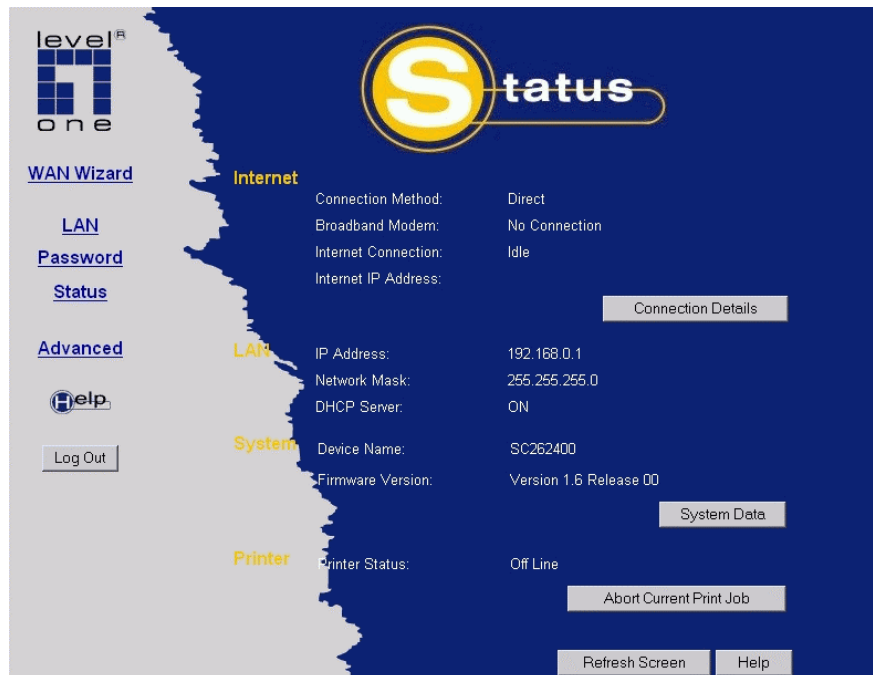 level®
one
Status
WAN Wizard
LAN
Password
Status
Advanced
Help
Log Out
Internet
Connection Method: Direct
Broadband Modem: No Connection
Internet Connection: Idle
Internet IP Address:
Connection Details
LAN
IP Address: 192.168.0.1
Network Mask: 255.255.255.0
DHCP Server: ON
System
Device Name: SC262400
Firmware Version: Version 1.6 Release 00
System Data
Printer
Printer Status: Off Line
Abort Current Print Job
Refresh Screen Help